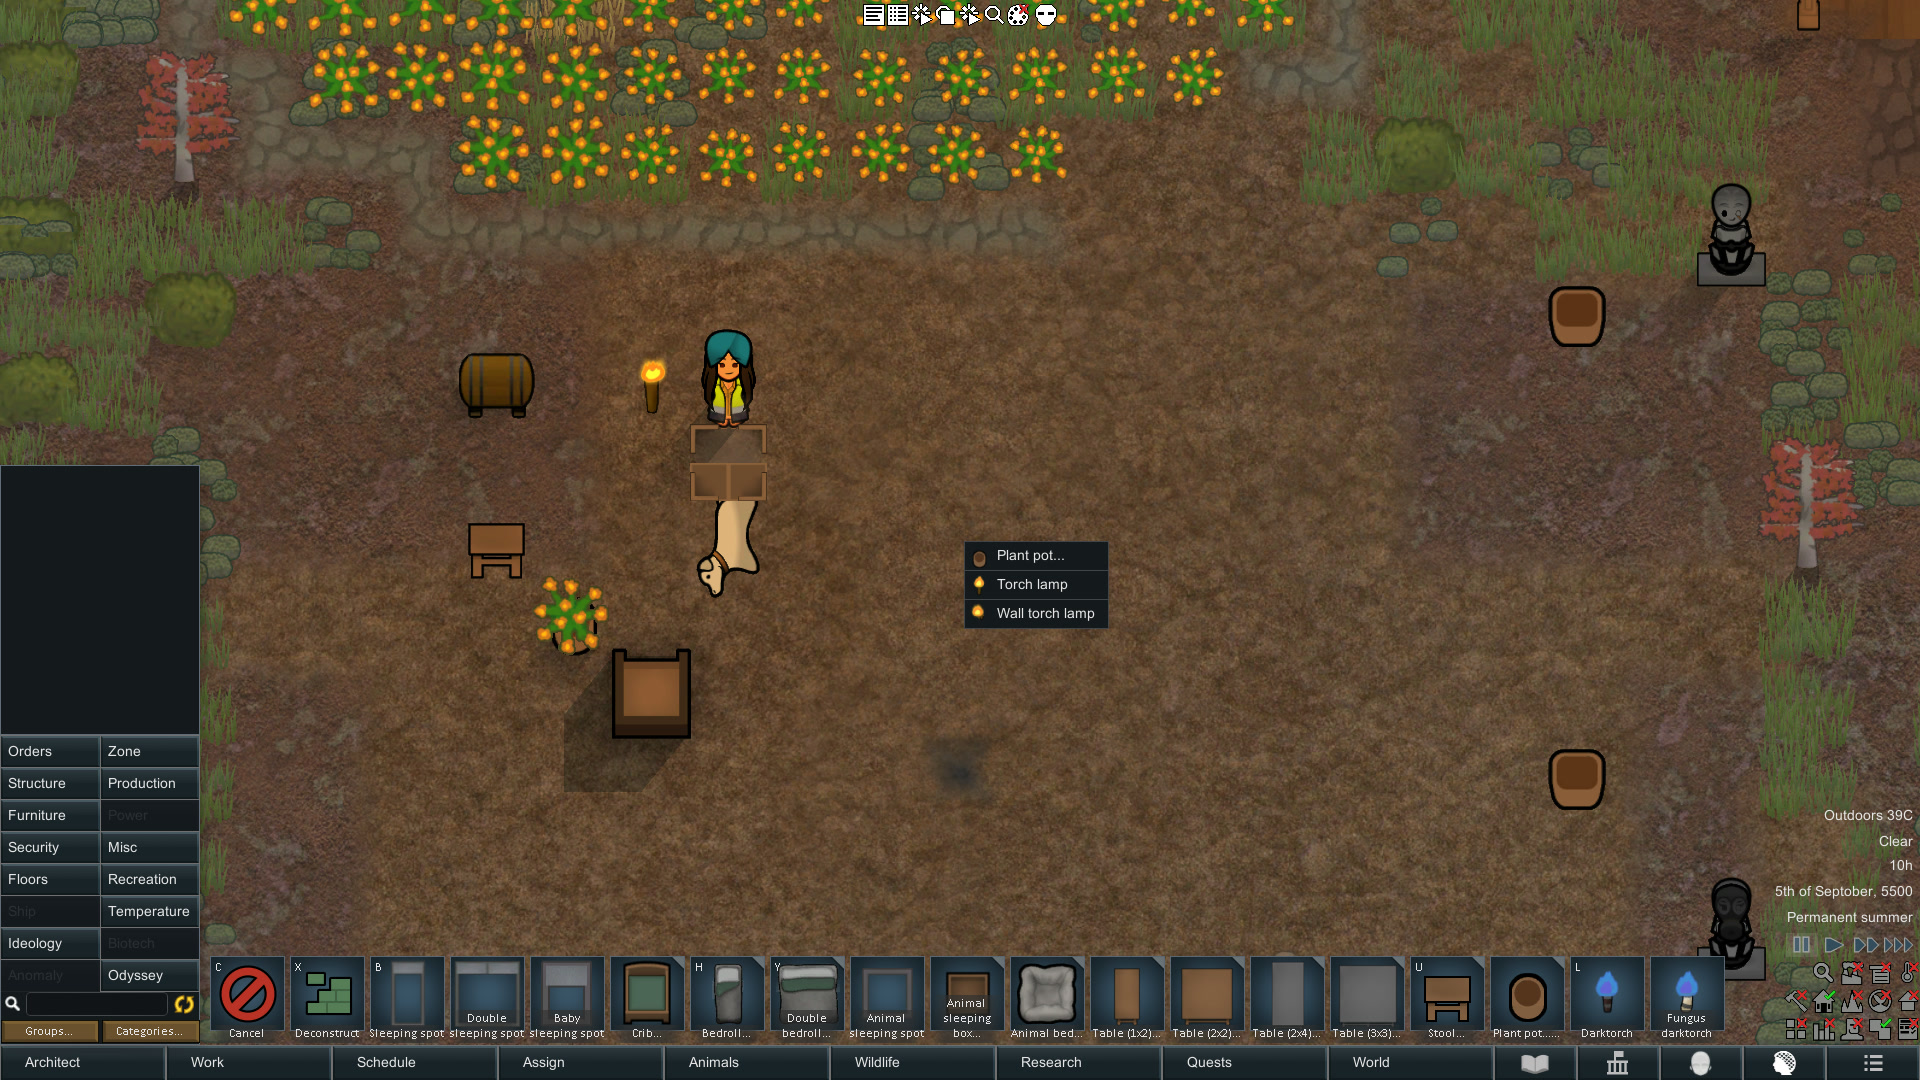 Plant pot...
Torch lamp
Wall torch lamp
Orders
Zone
Structure
Production
Furniture
Power
Security
Misc
Floors
Recreation
Ship
Temperature
Ideology
Biotech
Anomaly
Odyssey
Groups...
Categories...
Outdoors 39C
Clear
10h
5th of Septober, 5500
Permanent summer
C
Cancel
X
Deconstruct
B
Sleeping spot
Double
sleeping spot
Baby
sleeping spot
Crib...
H
Bedroll...
Y
Double
bedroll...
Animal
sleeping spot
Animal
sleeping
box...
Animal bed...
Table (1x2)...
Table (2x2)...
Table (2x4)...
Table (3x3)...
U
Stool...
Plant pot......
L
Darktorch
Fungus
darktorch
Architect
Work
Schedule
Assign
Animals
Wildlife
Research
Quests
World